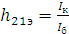 h₂₁э = Iк/Iб